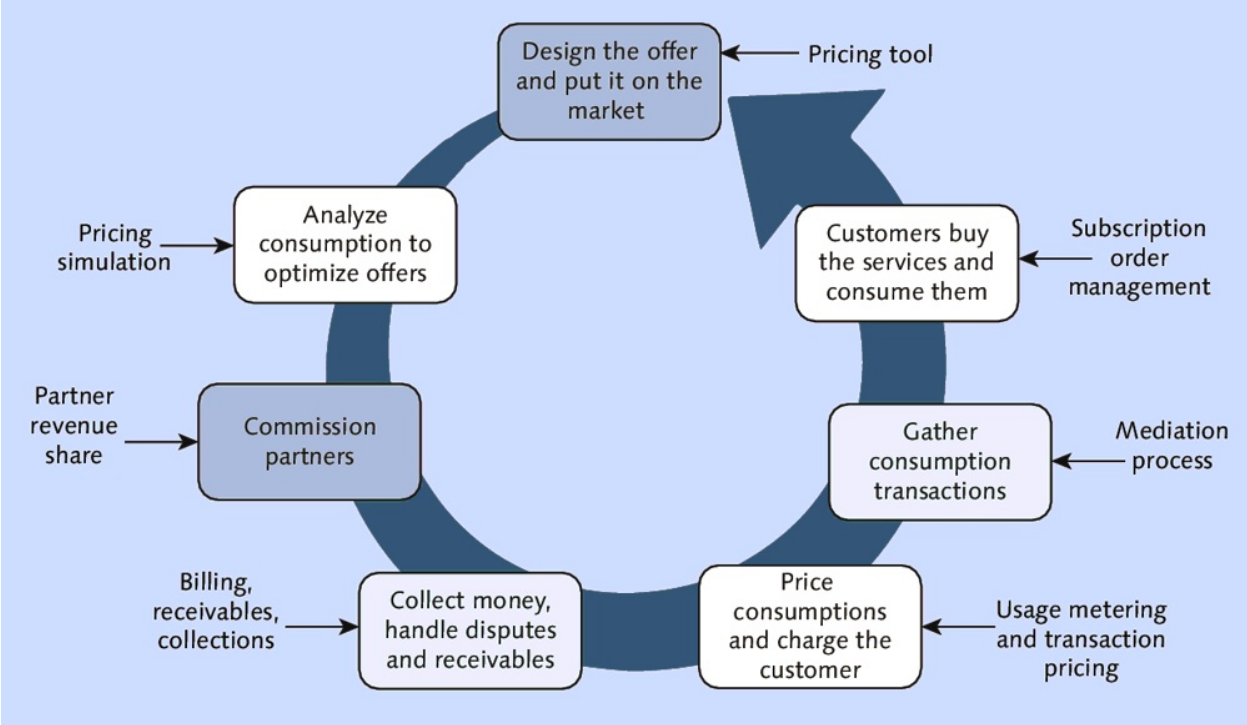 Design the offer
and put it on the
market
Pricing tool
Customers buy
the services and
consume them
Subscription
order
management
Gather
consumption
transactions
Mediation
process
Price
consumptions
and charge the
customer
Usage metering
and transaction
pricing
Collect money,
handle disputes
and receivables
Billing,
receivables,
collections
Commission
partners
Partner
revenue
share
Analyze
consumption to
optimize offers
Pricing
simulation